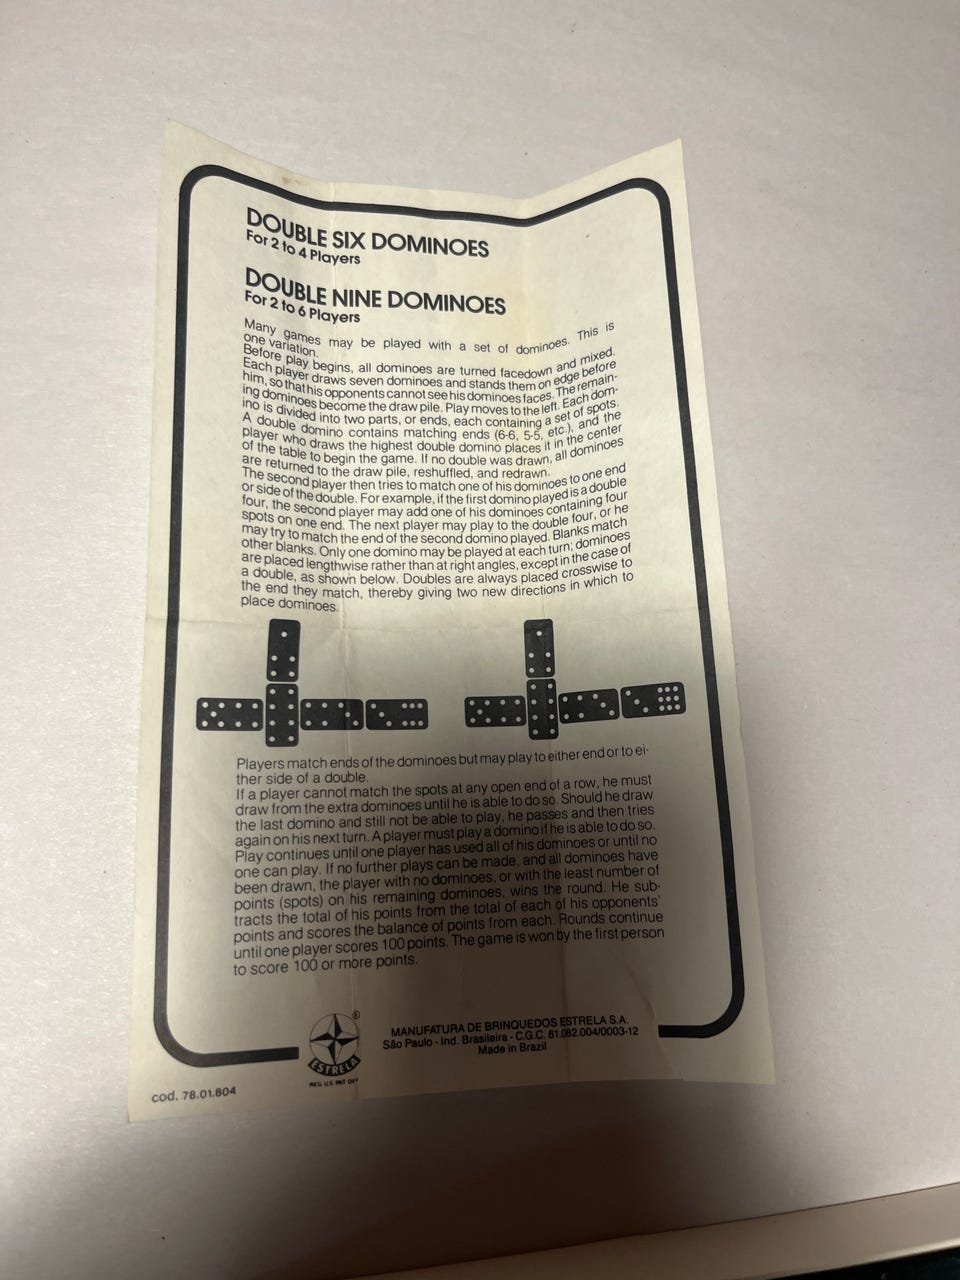 DOUBLE SIX DOMINOES
For 2 to 4 Players
DOUBLE NINE DOMINOES
For 2 to 6 Players
Many games may be played with a set of dominoes. This is
one variation.
Before play begins, all dominoes are turned facedown and mixed.
Each player draws seven dominoes and stands them on edge before
him, so that his opponents cannot see his dominoes faces. The remain-
ing dominoes become the draw pile. Play moves to the left. Each dom-
ino is divided into two parts, or ends, each containing a set of spots.
A double domino contains matching ends (6-6, 5-5, etc.), and the
player who draws the highest double domino places it in the center
of the table to begin the game. If no double was drawn, all dominoes
are returned to the draw pile, reshuffled, and redrawn.
The second player then tries to match one of his dominoes to one end
or side of the double. For example, if the first domino played is a double
four, the second player may add one of his dominoes containing four
spots on one end. The next player may play to the double four, or he
may try to match the end of the second domino played. Blanks match
other blanks. Only one domino may be played at each turn; dominoes
are placed lengthwise rather than at right angles, except in the case of
a double, as shown below. Doubles are always placed crosswise to
the end they match, thereby giving two new directions in which to
place dominoes.
Players match ends of the dominoes but may play to either end or to ei-
ther side of a double.
If a player cannot match the spots at any open end of a row, he must
draw from the extra dominoes until he is able to do so. Should he draw
the last domino and still not be able to play, he passes and then tries
again on his next turn. A player must play a domino if he is able to do so.
Play continues until one player has used all of his dominoes or until no
one can play. If no further plays can be made, and all dominoes have
been drawn, the player with no dominoes, or with the least number of
points (spots) on his remaining dominoes, wins the round. He sub-
tracts the total of his points from the total of each of his opponents'
points and scores the balance of points from each. Rounds continue
until one player scores 100 points. The game is won by the first person
to score 100 or more points.
®
ESTRELA
REG US PAT OFF
MANUFATURA DE BRINQUEDOS ESTRELA S.A.
São Paulo - Ind. Brasileira - C.G.C. 61.082.004/0003-12
Made in Brazil
cod. 78.01.804